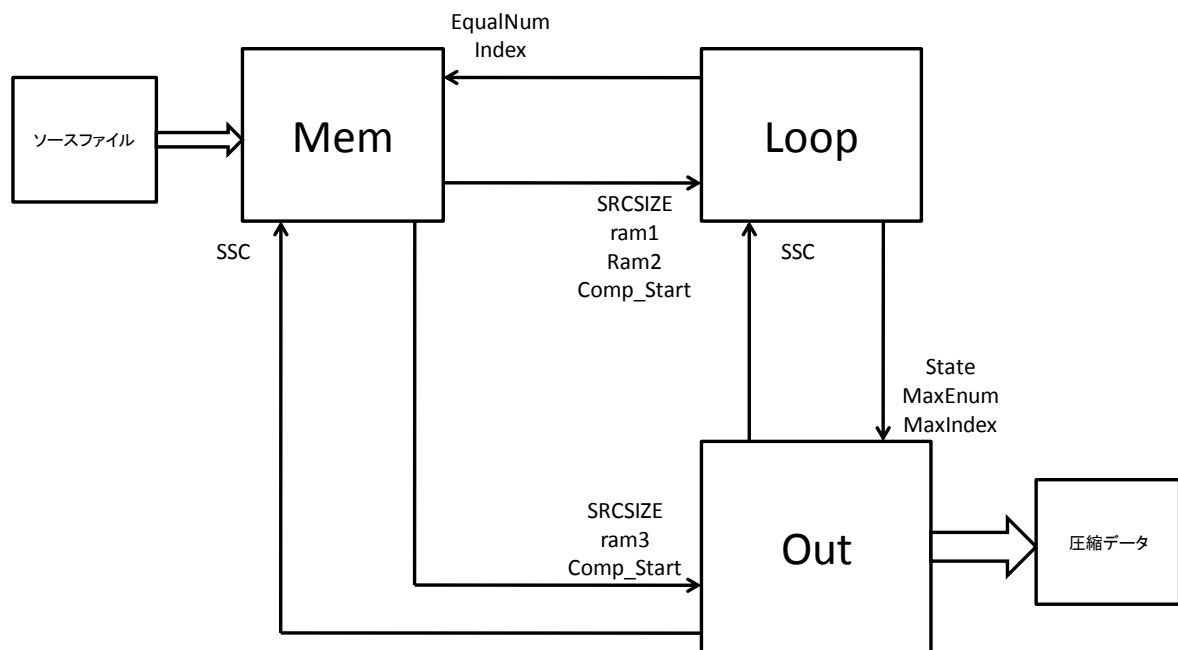 EqualNum
Index
ソースファイル
Mem
Loop
SRCSIZE
ram1
Ram2
Comp_Start
SSC
SSC
State
MaxEnum
MaxIndex
SRCSIZE
ram3
Comp_Start
Out
圧縮データ